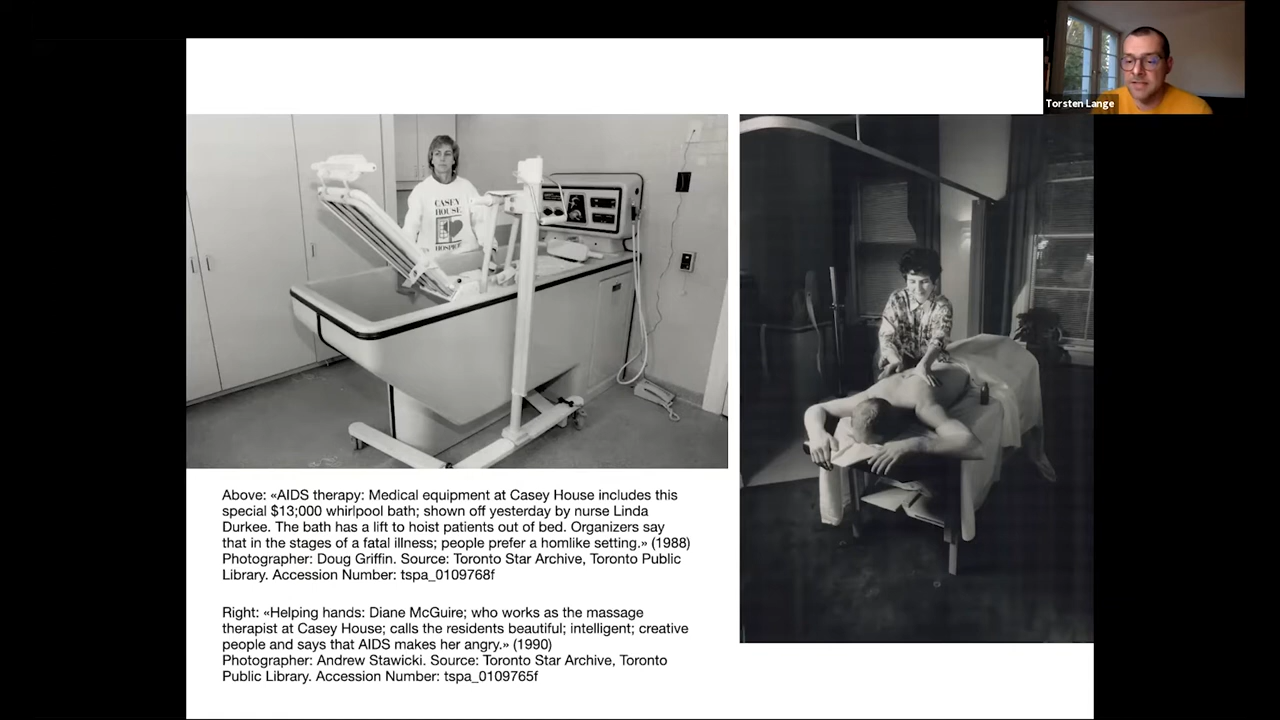 Torsten Lange
CASEY
HOUSE
HOSPICE
Above: «AIDS therapy: Medical equipment at Casey House includes this
special $13;000 whirlpool bath; shown off yesterday by nurse Linda
Durkee. The bath has a lift to hoist patients out of bed. Organizers say
that in the stages of a fatal illness; people prefer a homlike setting.» (1988)
Photographer: Doug Griffin. Source: Toronto Star Archive, Toronto Public
Library. Accession Number: tspa_0109768f
Right: «Helping hands: Diane McGuire; who works as the massage
therapist at Casey House; calls the residents beautiful; intelligent; creative
people and says that AIDS makes her angry.» (1990)
Photographer: Andrew Stawicki. Source: Toronto Star Archive, Toronto
Public Library. Accession Number: tspa_0109765f